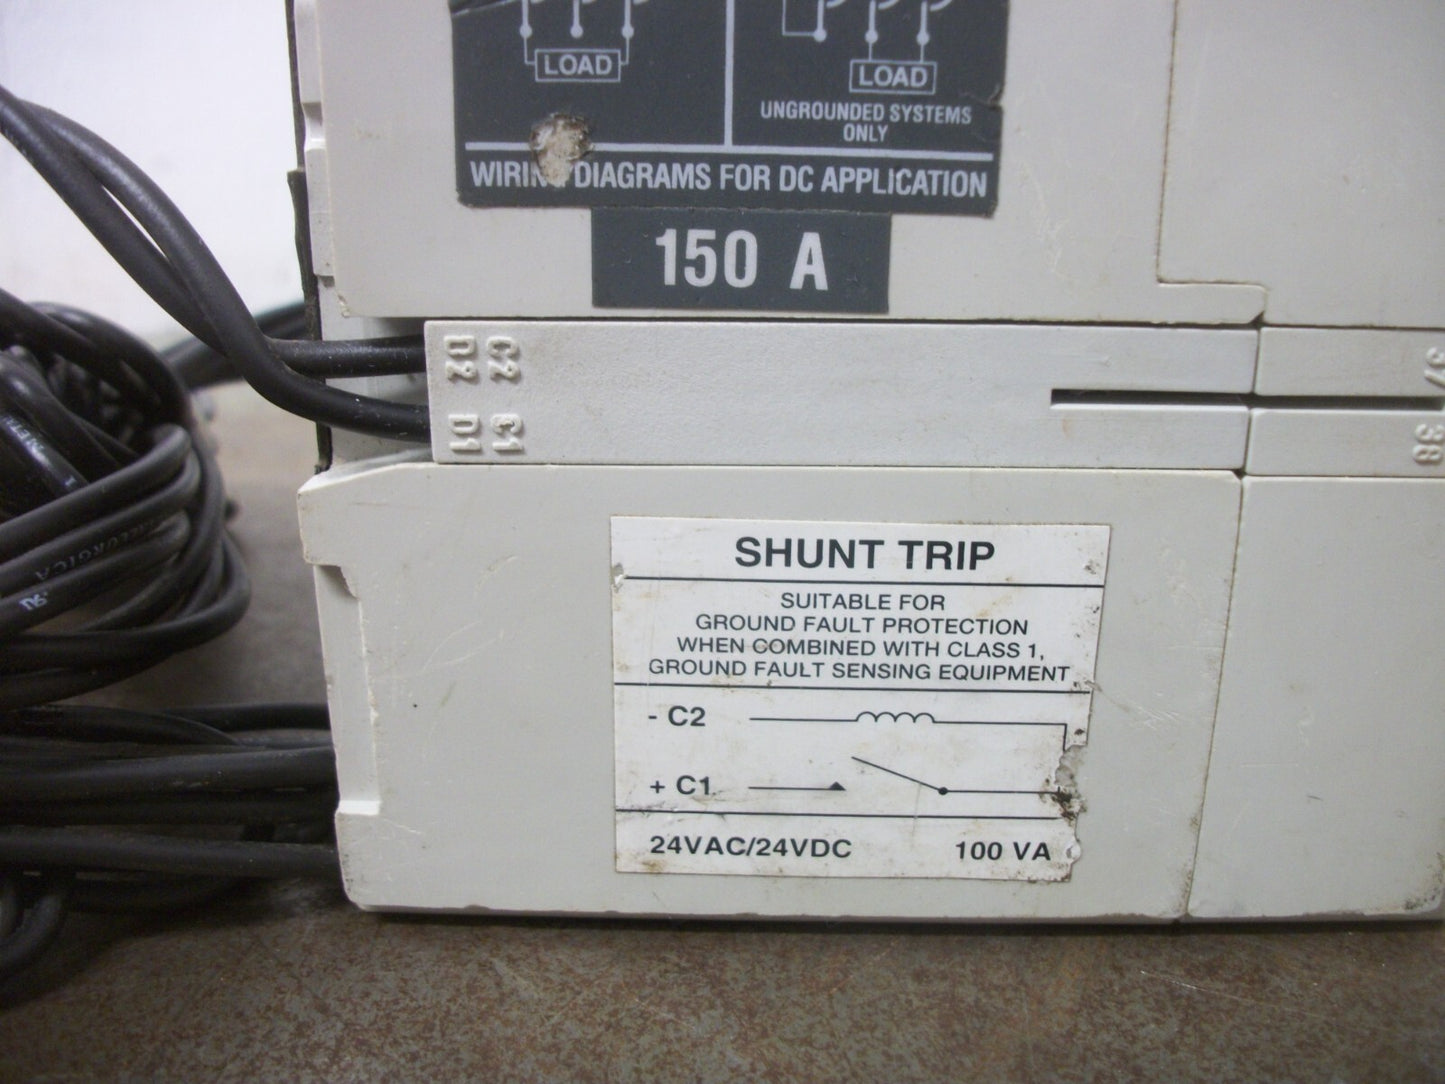 LOAD
LOAD
UNGROUNDED SYSTEMS
ONLY
DIAGRAMS FOR DC APPLICATION
150 A
D2 C2
D1 C1
37
38
SHUNT TRIP
SUITABLE FOR
GROUND FAULT PROTECTION
WHEN COMBINED WITH CLASS 1,
GROUND FAULT SENSING EQUIPMENT
- C2
+ C1
24VAC/24VDC 100 VA